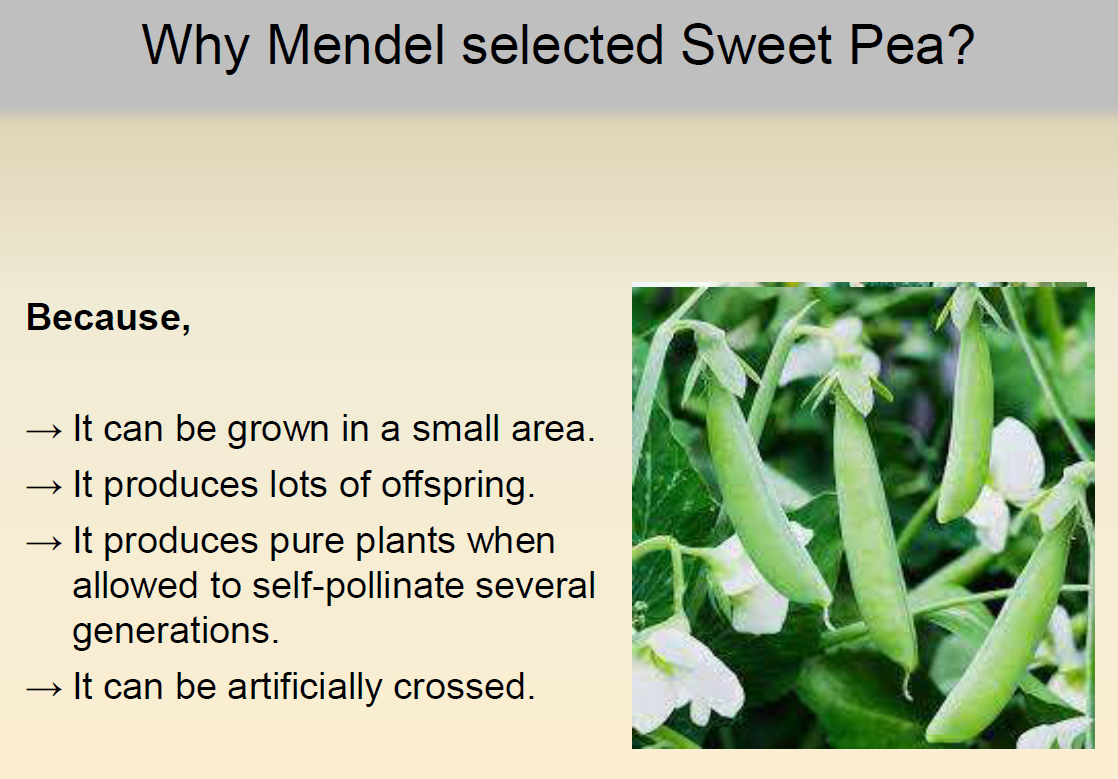 Why Mendel selected Sweet Pea?
Because,
→ It can be grown in a small area.
→ It produces lots of offspring.
→ It produces pure plants when
allowed to self-pollinate several
generations.
→ It can be artificially crossed.